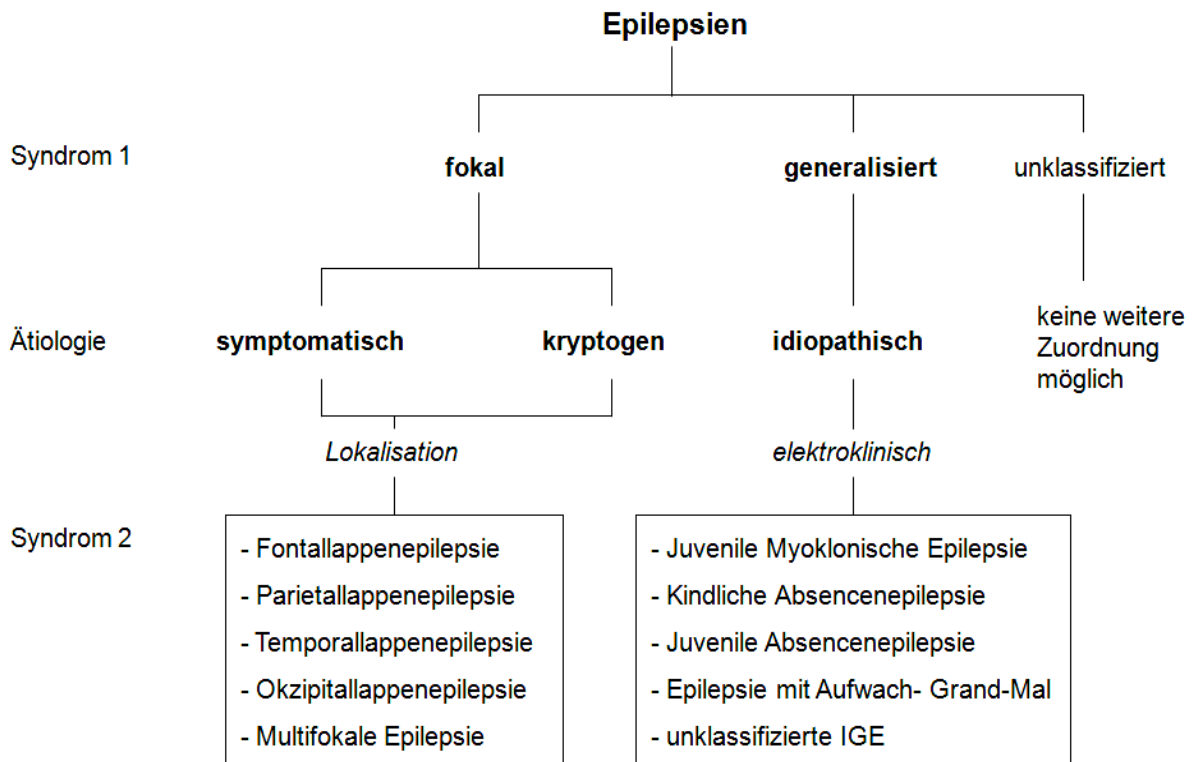 Epilepsien
Syndrom 1
fokal
generalisiert
unklassifiziert
Ätiologie
symptomatisch
kryptogen
idiopathisch
keine weitere
Zuordnung
möglich
Lokalisation
elektroklinisch
Syndrom 2
- Fontallappenepilepsie
- Parietallappenepilepsie
- Temporallappenepilepsie
- Okzipitallappenepilepsie
- Multifokale Epilepsie
- Juvenile Myoklonische Epilepsie
- Kindliche Absencenepilepsie
- Juvenile Absencenepilepsie
- Epilepsie mit Aufwach- Grand-Mal
- unklassifizierte IGE